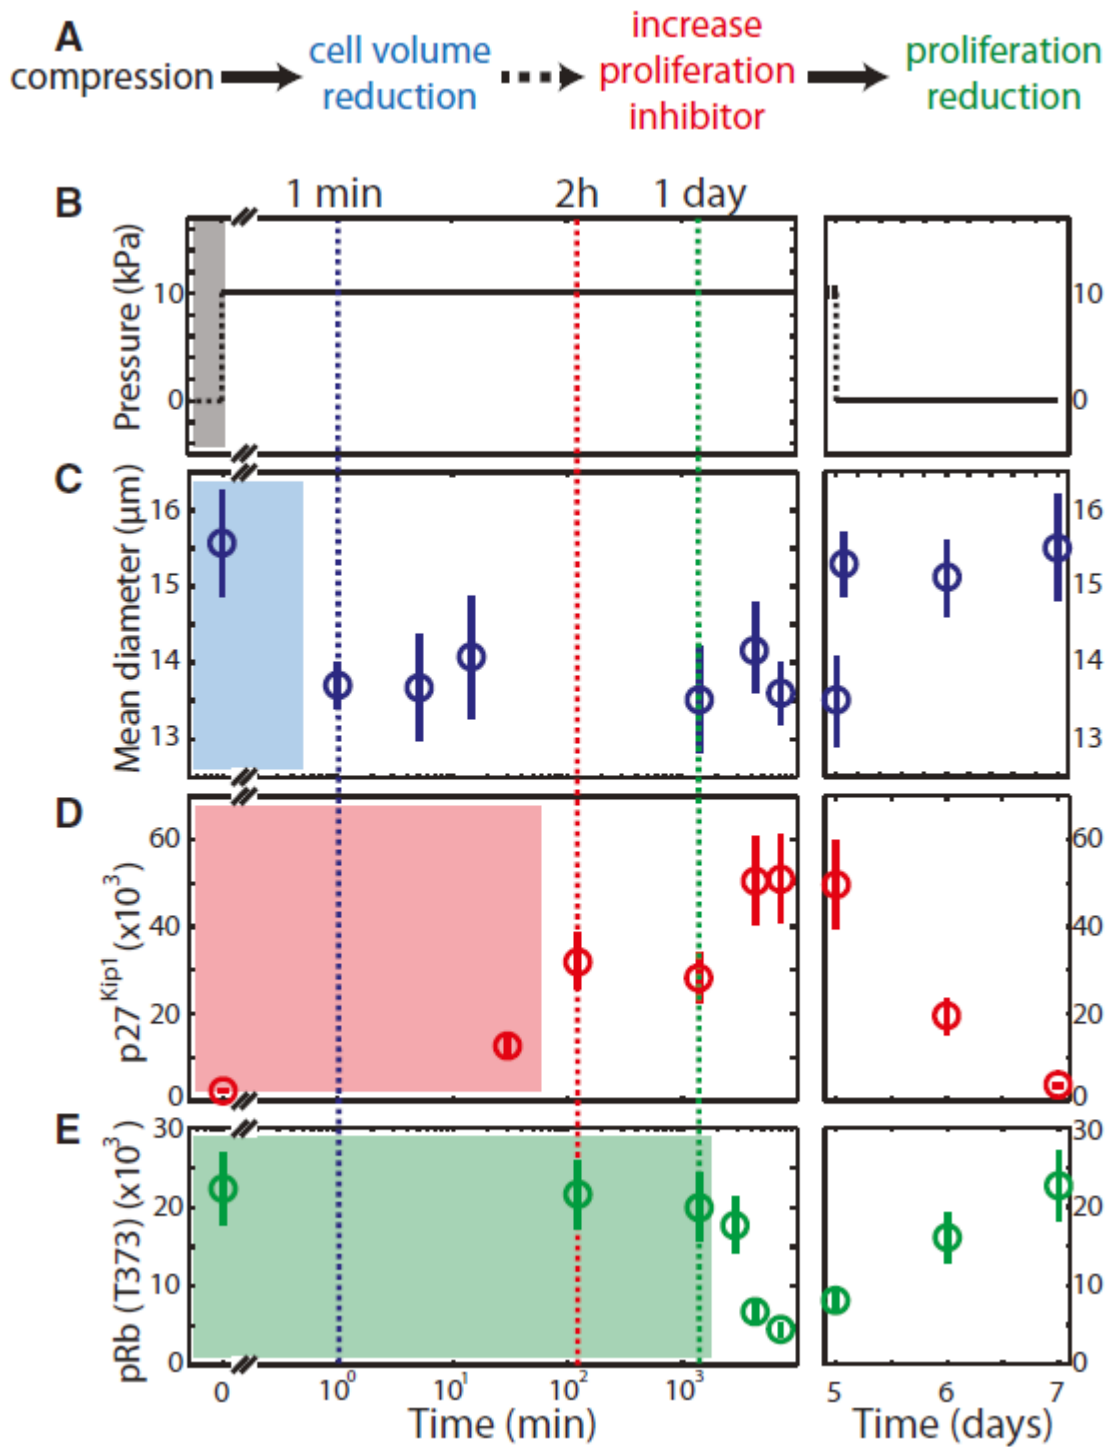 A
compression
cell volume
reduction
increase
proliferation
inhibitor
proliferation
reduction
B
1 min
2h
1 day
Pressure (kPa)
10
0
10
0
C
Mean diameter (μm)
16
15
14
13
16
15
14
13
D
p27^Kip1 (x10³)
60
40
20
0
60
40
20
0
E
pRb (T373) (x10³)
30
20
10
0
30
20
10
0
0
10⁰
10¹
10²
10³
5
6
7
Time (min)
Time (days)